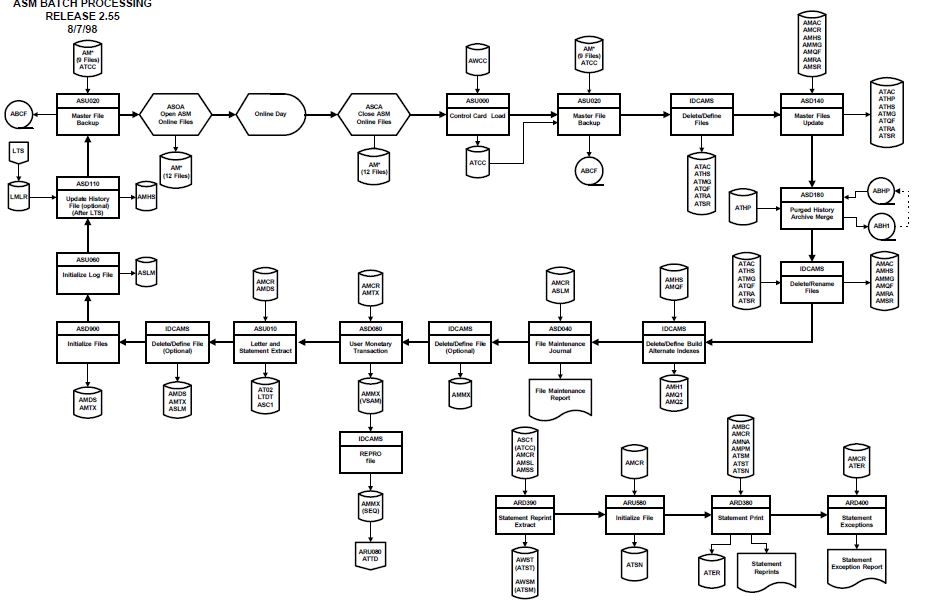 ASM BATCH PROCESSING
RELEASE 2.55
8/7/98
AM*
(9 Files)
ATCC
ABCF
ASU020
Master File
Backup
ASOA
Open ASM
Online Files
AM*
(12 Files)
Online Day
ASCA
Close ASM
Online Files
AM*
(12 Files)
AWCC
ASU000
Control Card Load
ATCC
AM*
(9 Files)
ATCC
ASU020
Master File
Backup
ABCF
IDCAMS
Delete/Define
Files
ATAC
ATHS
ATMG
ATQF
ATRA
ATSR
AMAC
AMCR
AMHS
AMMG
AMQF
AMRA
AMSR
ASD140
Master Files
Update
ATAC
ATHP
ATHS
ATMG
ATQF
ATRA
ATSR
LTS
LMLR
ASD110
Update History
File (optional)
(After LTS)
AMHS
ATHP
ASD180
Purged History
Archive Merge
ABHP
ABH1
ASU060
Initialize Log File
ASLM
ATAC
ATHS
ATMG
ATQF
ATRA
ATSR
IDCAMS
Delete/Rename
Files
AMAC
AMHS
AMMG
AMQF
AMRA
AMSR
ASD900
Initialize Files
AMDS
AMTX
IDCAMS
Delete/Define File
(Optional)
AMDS
AMTX
ASLM
AMCR
AMDS
ASU010
Letter and
Statement Extract
AT02
LTDT
ASC1
AMCR
AMTX
ASD080
User Monetary
Transaction
AMMX
(VSAM)
IDCAMS
Delete/Define File
(Optional)
AMMX
AMCR
ASLM
ASD040
File Maintenance
Journal
File Maintenance
Report
AMHS
AMQF
IDCAMS
Delete/Define Build
Alternate Indexes
AMH1
AMQ1
AMQ2
IDCAMS
REPRO
file
AMMX
(SEQ)
ARU080
ATTD
ASC1
(ATCC)
AMCR
AMSL
AMSS
ARD390
Statement Reprint
Extract
AWST
(ATST)
AWSM
(ATSM)
AMCR
ARU580
Initialize File
ATSN
AMBC
AMCR
AMNA
AMPM
ATSM
ATST
ATSN
ARD380
Statement Print
ATER
Statement
Reprints
AMCR
ATER
ARD400
Statement
Exceptions
Statement
Exception Report